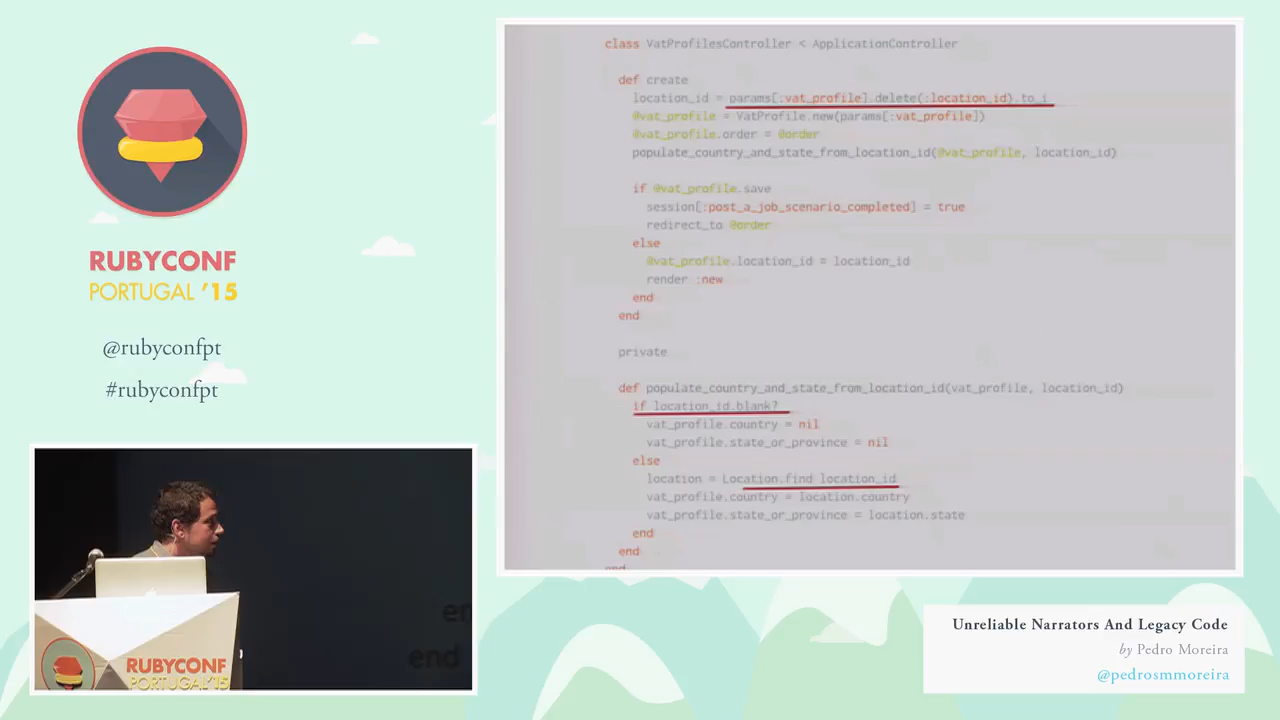 RUBYCONF
PORTUGAL '15
@rubyconfpt
#rubyconfpt
class VatProfilesController < ApplicationController
def create
location_id = params[:vat_profile].delete(:location_id).to_i
@vat_profile = VatProfile.new(params[:vat_profile])
@vat_profile.order = @order
populate_country_and_state_from_location_id(@vat_profile, location_id)
if @vat_profile.save
session[:post_a_job_scenario_completed] = true
redirect_to @order
else
@vat_profile.location_id = location_id
render :new
end
end
private
def populate_country_and_state_from_location_id(vat_profile, location_id)
if location_id.blank?
vat_profile.country = nil
vat_profile.state_or_province = nil
else
location = Location.find location_id
vat_profile.country = location.country
vat_profile.state_or_province = location.state
end
end
end
en
end
RUBYCONF
PORTUGAL'15
Unreliable Narrators And Legacy Code
by Pedro Moreira
@pedrosmmoreira